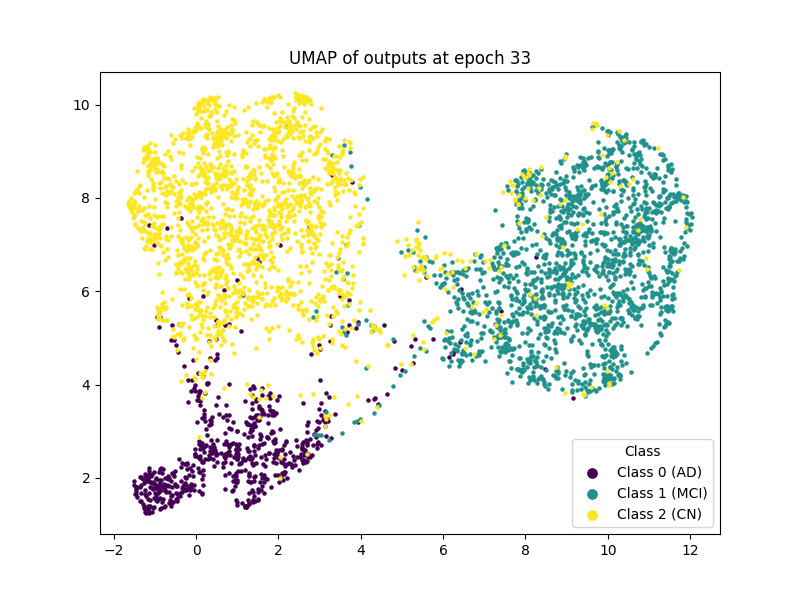 UMAP of outputs at epoch 33
10
8
6
4
2
−2 0 2 4 6 8 10 12
Class
Class 0 (AD)
Class 1 (MCI)
Class 2 (CN)